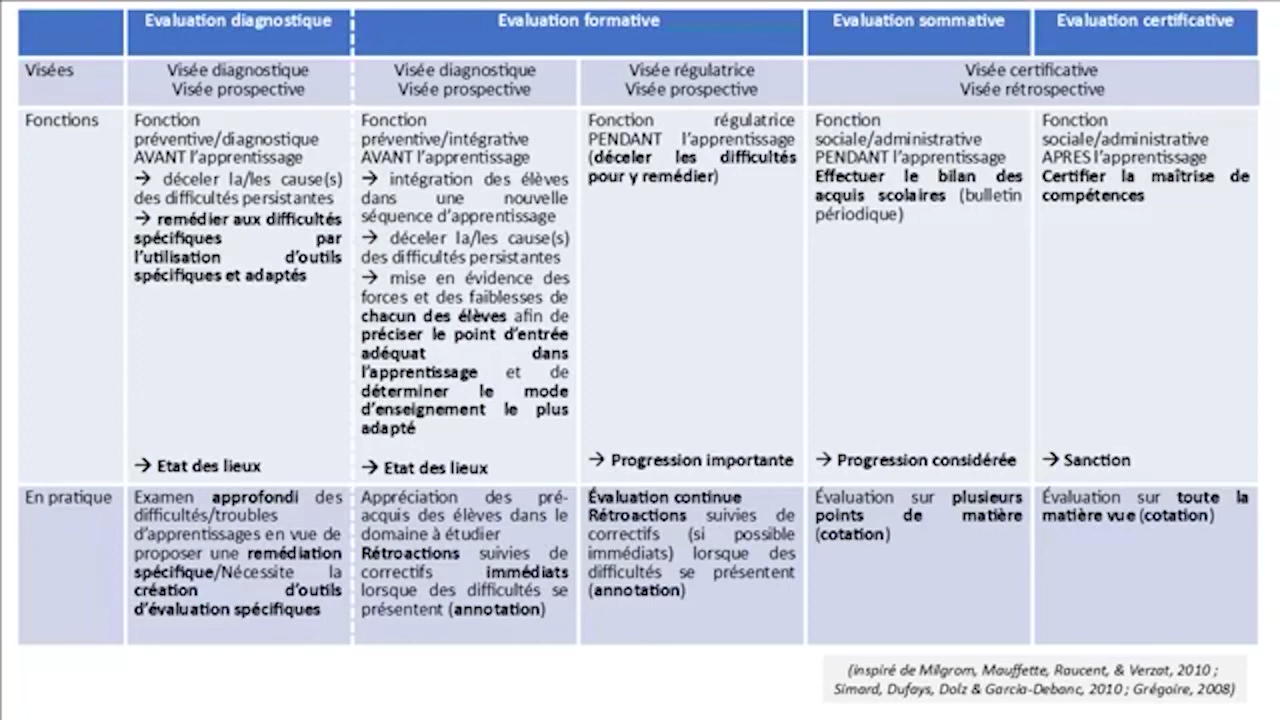 Evaluation diagnostique
Evaluation formative
Evaluation sommative
Evaluation certificative
Visées
Visée diagnostique
Visée prospective
Visée diagnostique
Visée prospective
Visée régulatrice
Visée prospective
Visée certificative
Visée rétrospective
Fonctions
Fonction
préventive/diagnostique
AVANT l'apprentissage
→ déceler la/les cause(s)
des difficultés persistantes
→ remédier aux difficultés
spécifiques par
l'utilisation d'outils
spécifiques et adaptés
→ Etat des lieux
Fonction
préventive/intégrative
AVANT l'apprentissage
→ intégration des élèves
dans une nouvelle
séquence d'apprentissage
→ déceler la/les cause(s)
des difficultés persistantes
→ mise en évidence des
forces et des faiblesses de
chacun des élèves afin de
préciser le point d'entrée
adéquat dans
l'apprentissage et de
déterminer le mode
d'enseignement le plus
adapté
→ Etat des lieux
Fonction régulatrice
PENDANT l'apprentissage
(déceler les difficultés
pour y remédier)
→ Progression importante
Fonction
sociale/administrative
PENDANT l'apprentissage
Effectuer le bilan des
acquis scolaires (bulletin
périodique)
→ Progression considérée
Fonction
sociale/administrative
APRES l'apprentissage
Certifier la maîtrise de
compétences
→ Sanction
En pratique
Examen approfondi des
difficultés/troubles
d'apprentissages en vue de
proposer une remédiation
spécifique/Nécessite la
création d'outils
d'évaluation spécifiques
Appréciation des pré-
acquis des élèves dans le
domaine à étudier
Rétroactions suivies de
correctifs immédiats
lorsque des difficultés se
présentent (annotation)
Évaluation continue
Rétroactions suivies de
correctifs (si possible
immédiats) lorsque des
difficultés se présentent
(annotation)
Évaluation sur plusieurs
points de matière
(cotation)
Évaluation sur toute la
matière vue (cotation)
(inspiré de Milgrom, Mauffette, Raucent, & Verzat, 2010 ;
Simard, Dufays, Dolz & Garcia-Debanc, 2010 ; Grégoire, 2008)